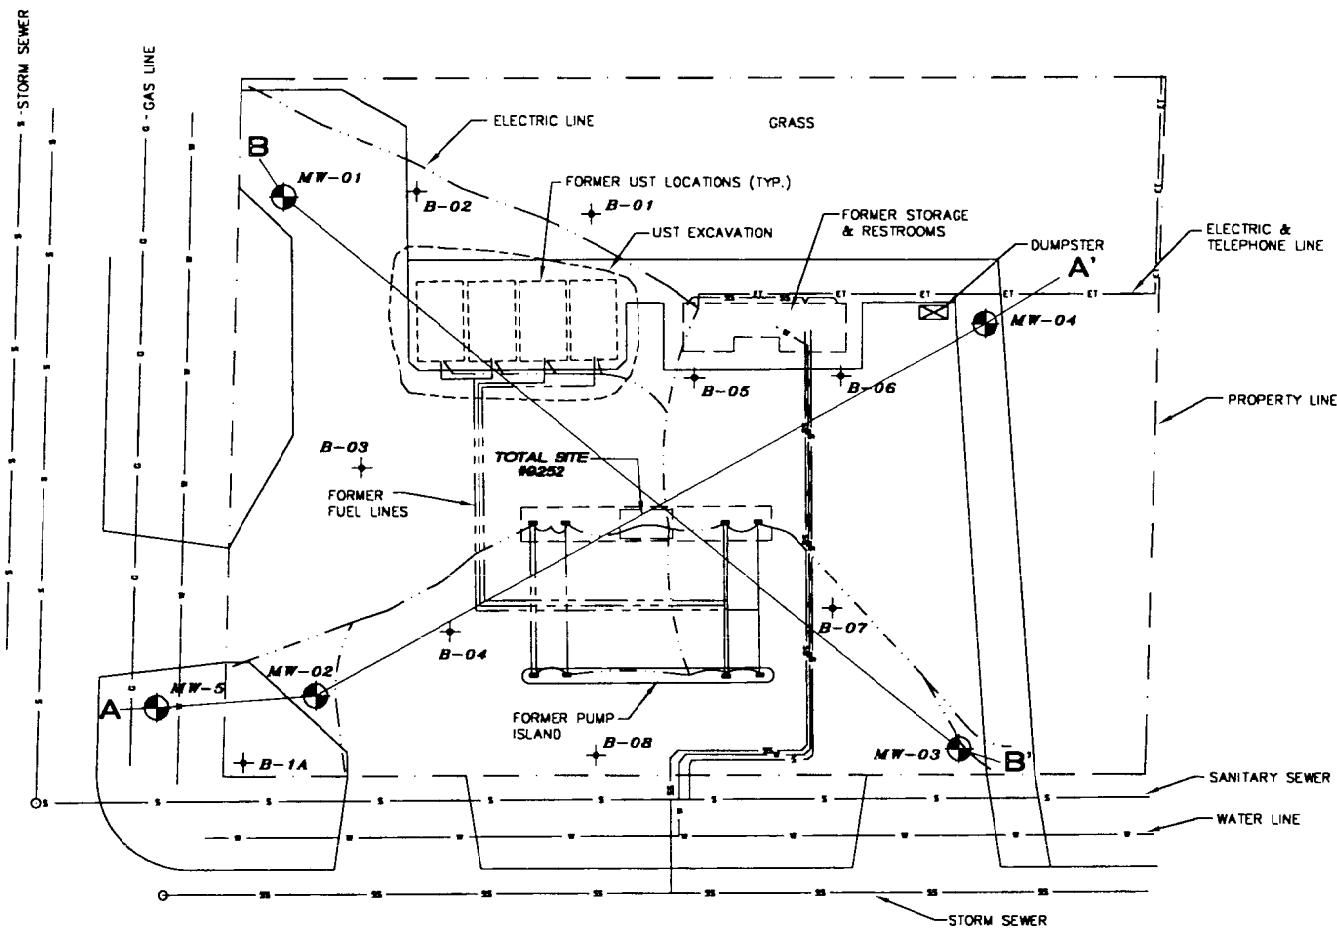 STORM SEWER
GAS LINE
ELECTRIC LINE
GRASS
B
MW-01
B-02
FORMER UST LOCATIONS (TYP.)
B-01
FORMER STORAGE
& RESTROOMS
UST EXCAVATION
DUMPSTER
ELECTRIC &
TELEPHONE LINE
A'
MW-04
B-05
B-06
PROPERTY LINE
B-03
TOTAL SITE
#9252
FORMER
FUEL LINES
B-04
B-07
MW-02
MW-5
A
FORMER PUMP
ISLAND
B-08
MW-03
B'
B-1A
SANITARY SEWER
WATER LINE
STORM SEWER